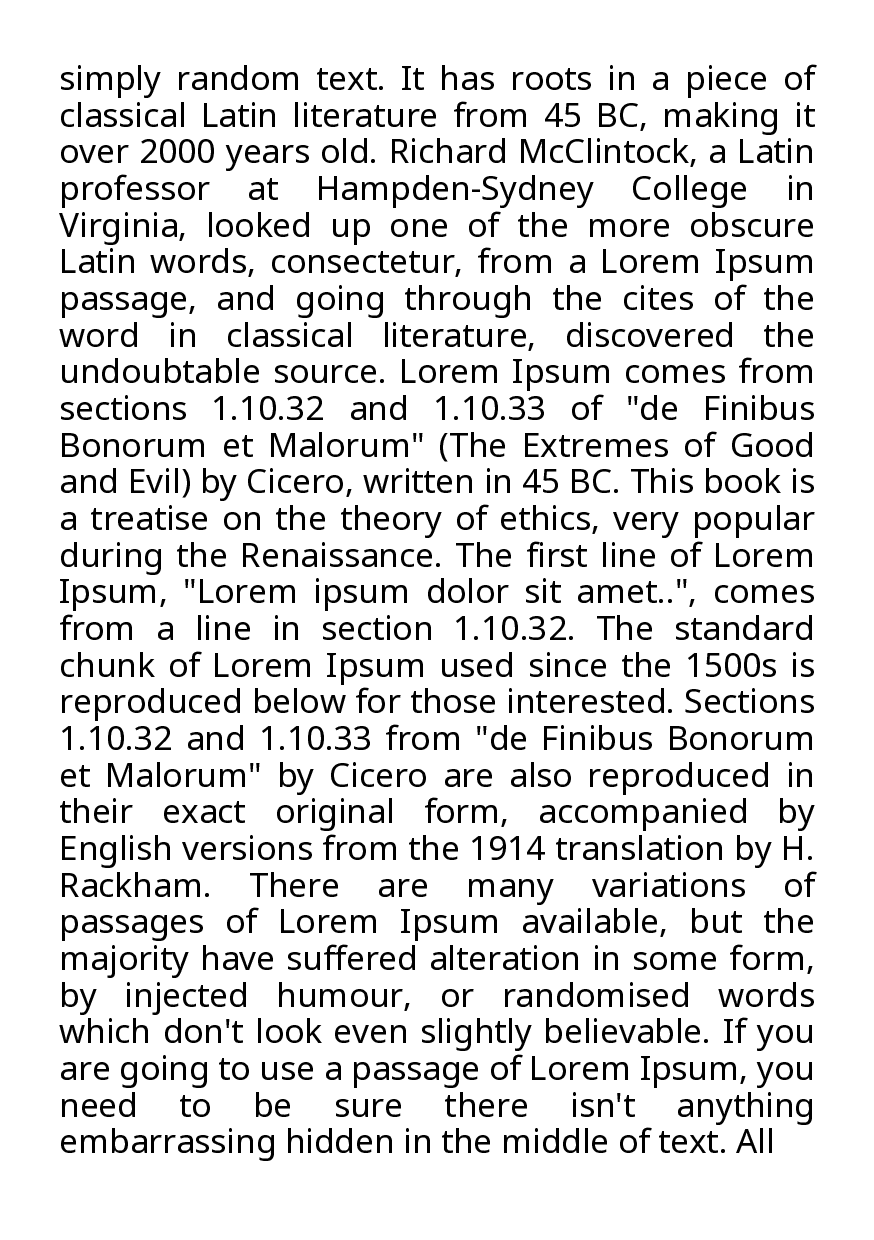 simply random text. It has roots in a piece of
classical Latin literature from 45 BC, making it
over 2000 years old. Richard McClintock, a Latin
professor at Hampden-Sydney College in
Virginia, looked up one of the more obscure
Latin words, consectetur, from a Lorem Ipsum
passage, and going through the cites of the
word in classical literature, discovered the
undoubtable source. Lorem Ipsum comes from
sections 1.10.32 and 1.10.33 of "de Finibus
Bonorum et Malorum" (The Extremes of Good
and Evil) by Cicero, written in 45 BC. This book is
a treatise on the theory of ethics, very popular
during the Renaissance. The first line of Lorem
Ipsum, "Lorem ipsum dolor sit amet..", comes
from a line in section 1.10.32. The standard
chunk of Lorem Ipsum used since the 1500s is
reproduced below for those interested. Sections
1.10.32 and 1.10.33 from "de Finibus Bonorum
et Malorum" by Cicero are also reproduced in
their exact original form, accompanied by
English versions from the 1914 translation by H.
Rackham. There are many variations of
passages of Lorem Ipsum available, but the
majority have suffered alteration in some form,
by injected humour, or randomised words
which don't look even slightly believable. If you
are going to use a passage of Lorem Ipsum, you
need to be sure there isn't anything
embarrassing hidden in the middle of text. All